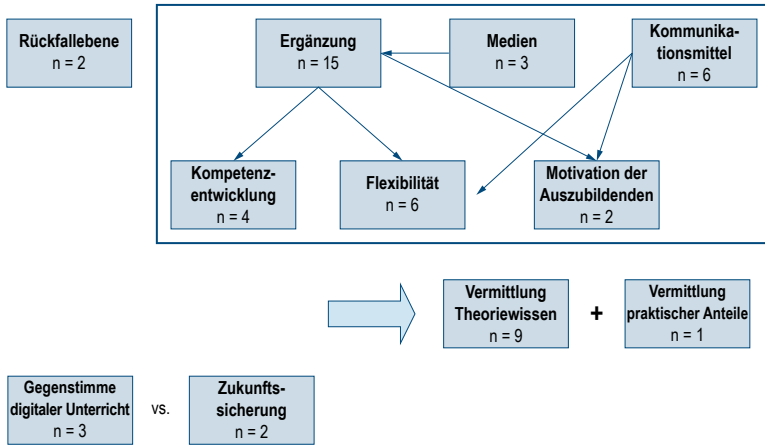 Rückfallebene
n = 2
Ergänzung
n = 15
Medien
n = 3
Kommunika-
tionsmittel
n = 6
Kompetenz-
entwicklung
n = 4
Flexibilität
n = 6
Motivation der
Auszubildenden
n = 2
Vermittlung
Theoriewissen
n = 9
+
Vermittlung
praktischer Anteile
n = 1
Gegenstimme
digitaler Unterricht
n = 3
vs.
Zukunfts-
sicherung
n = 2